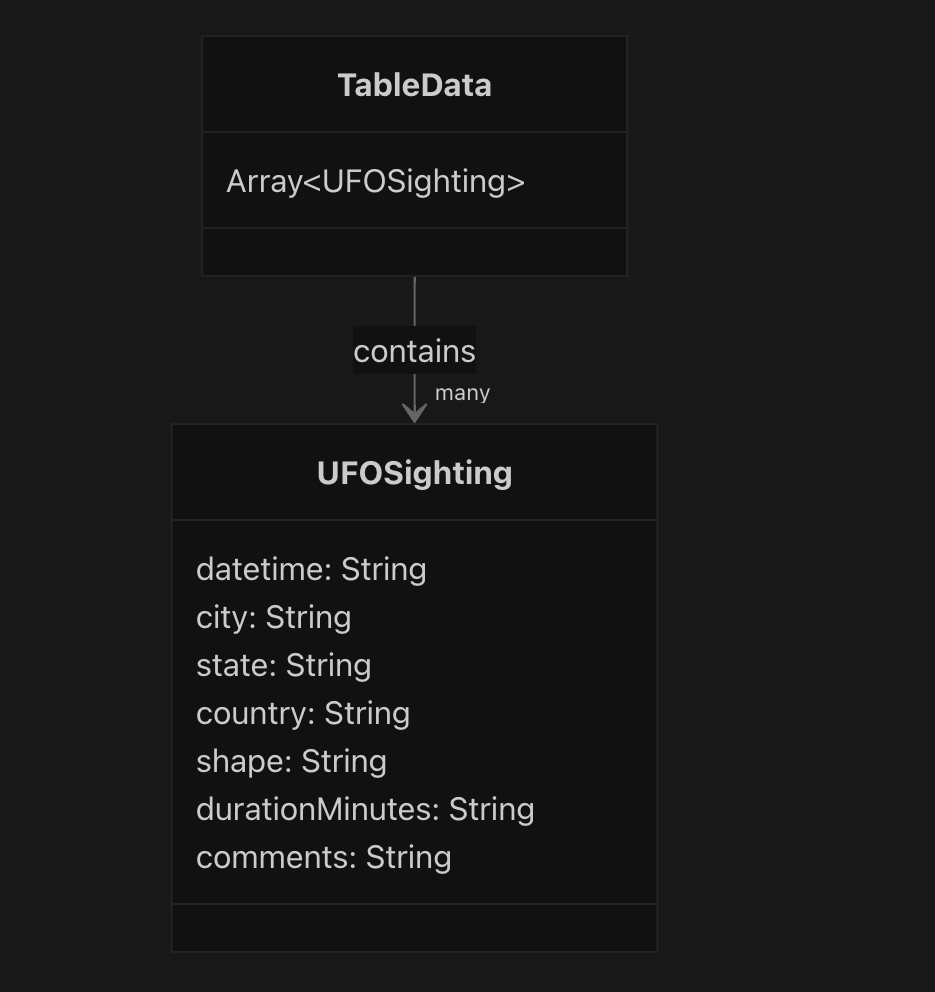 TableData
Array<UFOSighting>
contains
many
UFOSighting
datetime: String
city: String
state: String
country: String
shape: String
durationMinutes: String
comments: String